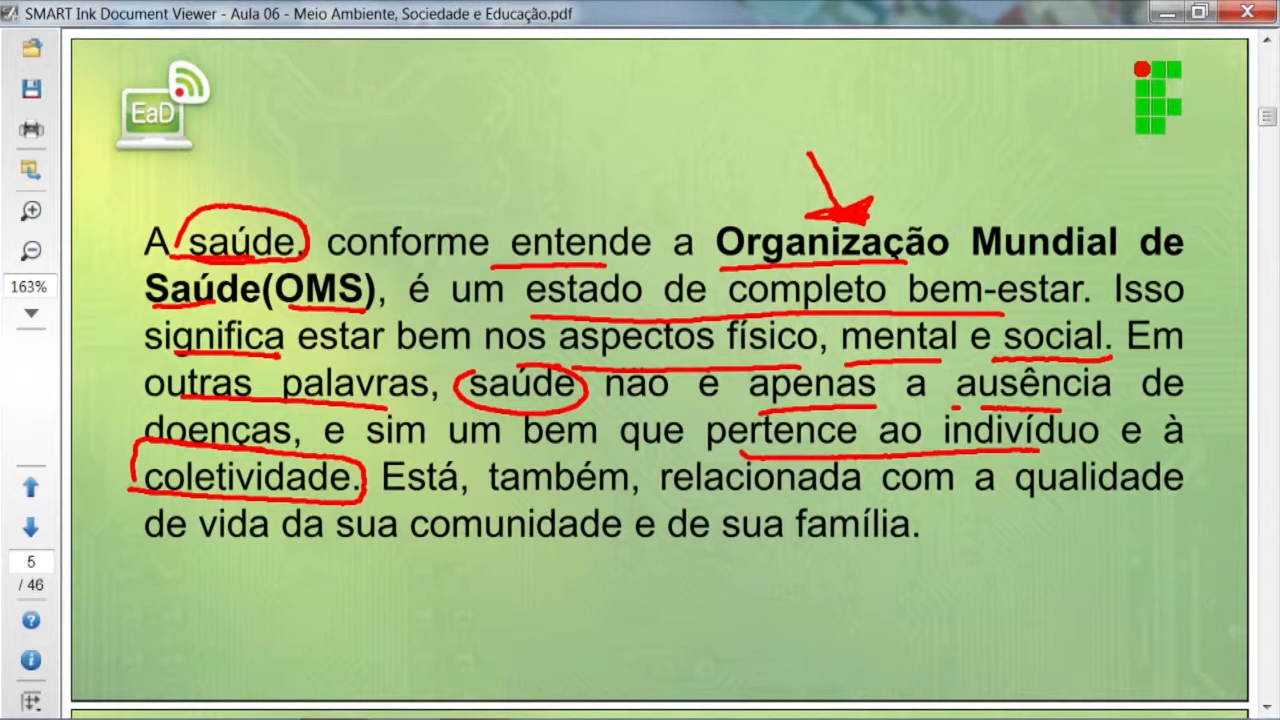 SMART Ink Document Viewer - Aula 06 - Meio Ambiente, Sociedade e Educação.pdf
EaD
A saúde, conforme entende a Organização Mundial de
Saúde(OMS), é um estado de completo bem-estar. Isso
significa estar bem nos aspectos físico, mental e social. Em
outras palavras, saúde não é apenas a ausência de
doenças, e sim um bem que pertence ao indivíduo e à
coletividade. Está, também, relacionada com a qualidade
de vida da sua comunidade e de sua família.
163%
5
/ 46